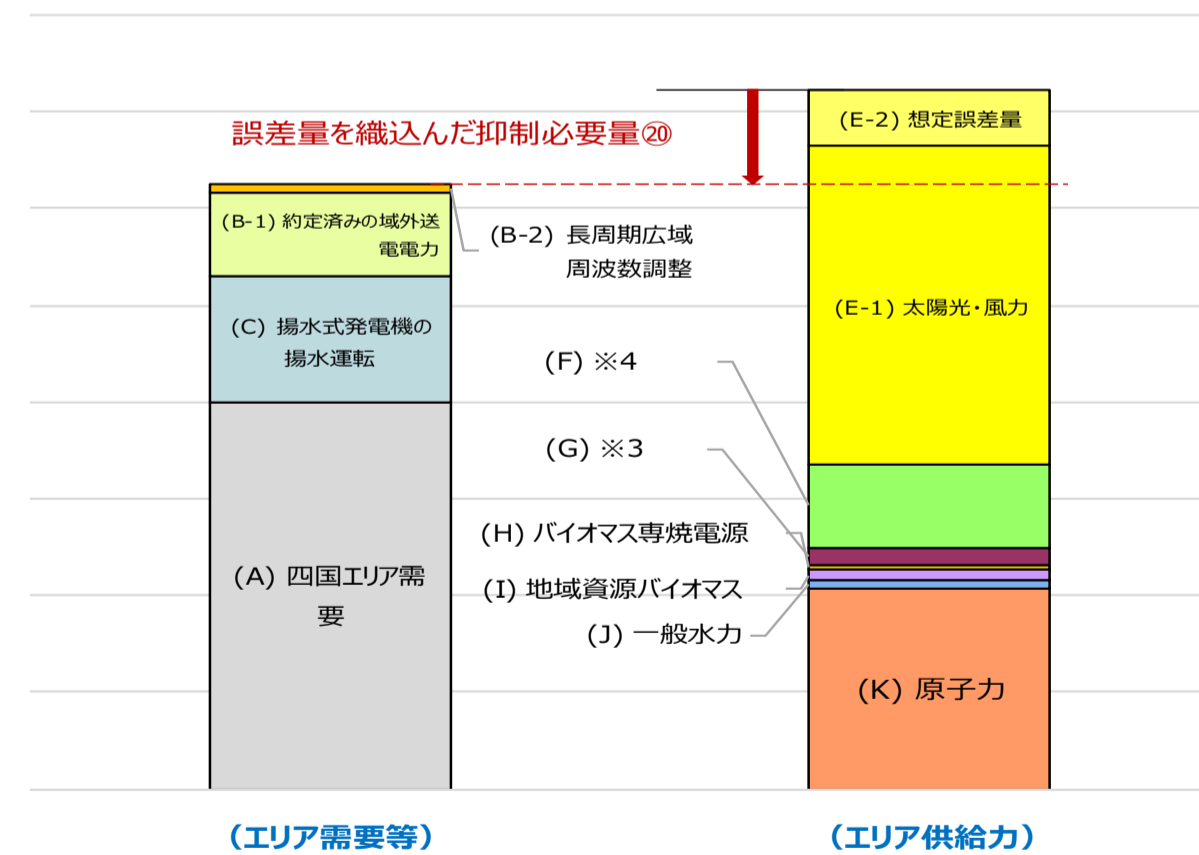 誤差量を織込んだ抑制必要量⑳
(E-2) 想定誤差量
(B-1) 約定済みの域外送
電電力
(B-2) 長周期広域
周波数調整
(C) 揚水式発電機の
揚水運転
(E-1) 太陽光・風力
(F) ※4
(G) ※3
(H) バイオマス専焼電源
(I) 地域資源バイオマス
(J) 一般水力
(A) 四国エリア需
要
(K) 原子力
（エリア需要等）
（エリア供給力）